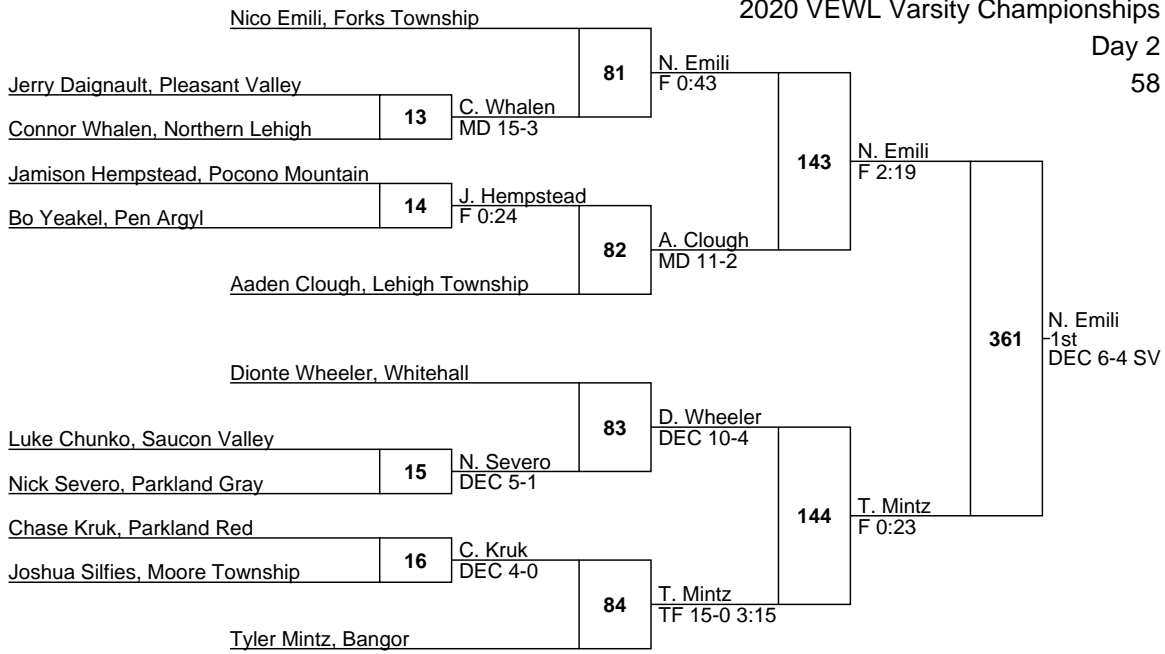 2020 VEWL Varsity Championships
Day 2
58
Nico Emili, Forks Township
81
N. Emili
F 0:43
Jerry Daignault, Pleasant Valley
13
C. Whalen
MD 15-3
Connor Whalen, Northern Lehigh
143
N. Emili
F 2:19
Jamison Hempstead, Pocono Mountain
14
J. Hempstead
F 0:24
Bo Yeakel, Pen Argyl
82
A. Clough
MD 11-2
Aaden Clough, Lehigh Township
361
N. Emili
1st
DEC 6-4 SV
Dionte Wheeler, Whitehall
83
D. Wheeler
DEC 10-4
Luke Chunko, Saucon Valley
15
N. Severo
DEC 5-1
Nick Severo, Parkland Gray
144
T. Mintz
F 0:23
Chase Kruk, Parkland Red
16
C. Kruk
DEC 4-0
Joshua Silfies, Moore Township
84
T. Mintz
TF 15-0 3:15
Tyler Mintz, Bangor